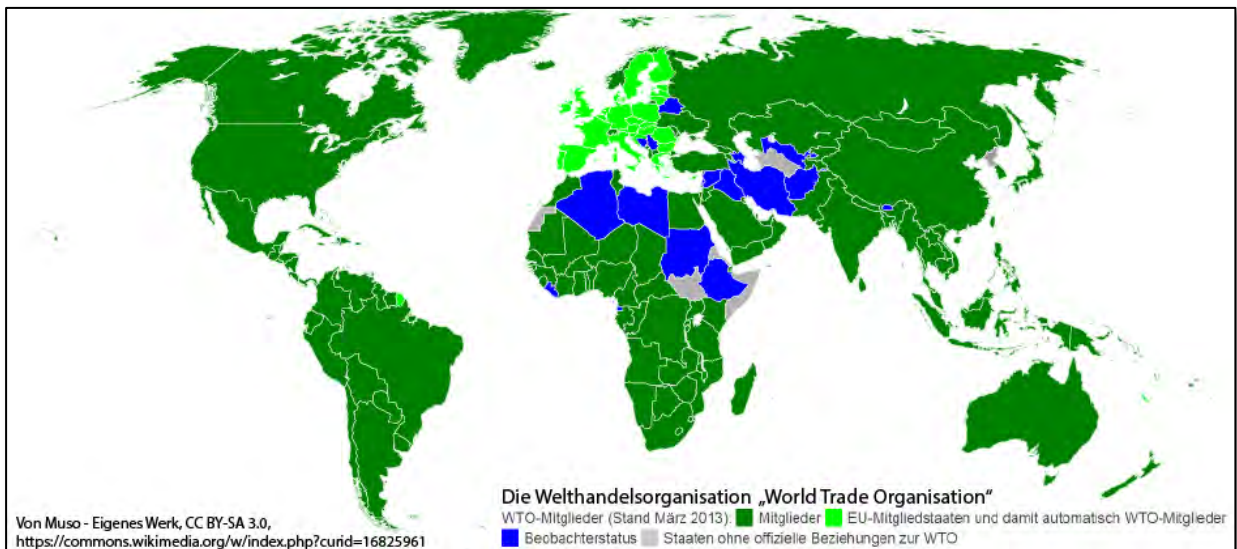 Die Welthandelsorganisation „World Trade Organisation“
WTO-Mitglieder (Stand März 2013): Mitglieder EU-Mitgliedstaaten und damit automatisch WTO-Mitglieder
Beobachterstatus Staaten ohne offizielle Beziehungen zur WTO
Von Muso - Eigenes Werk, CC BY-SA 3.0,
https://commons.wikimedia.org/w/index.php?curid=16825961